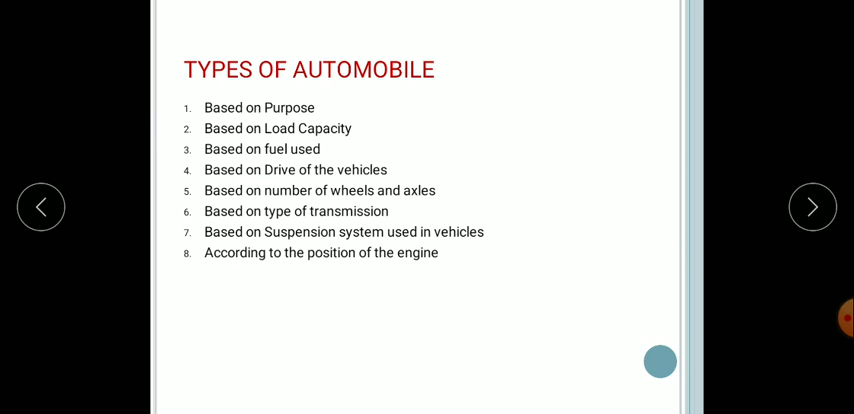 TYPES OF AUTOMOBILE
1. Based on Purpose
2. Based on Load Capacity
3. Based on fuel used
4. Based on Drive of the vehicles
5. Based on number of wheels and axles
6. Based on type of transmission
7. Based on Suspension system used in vehicles
8. According to the position of the engine